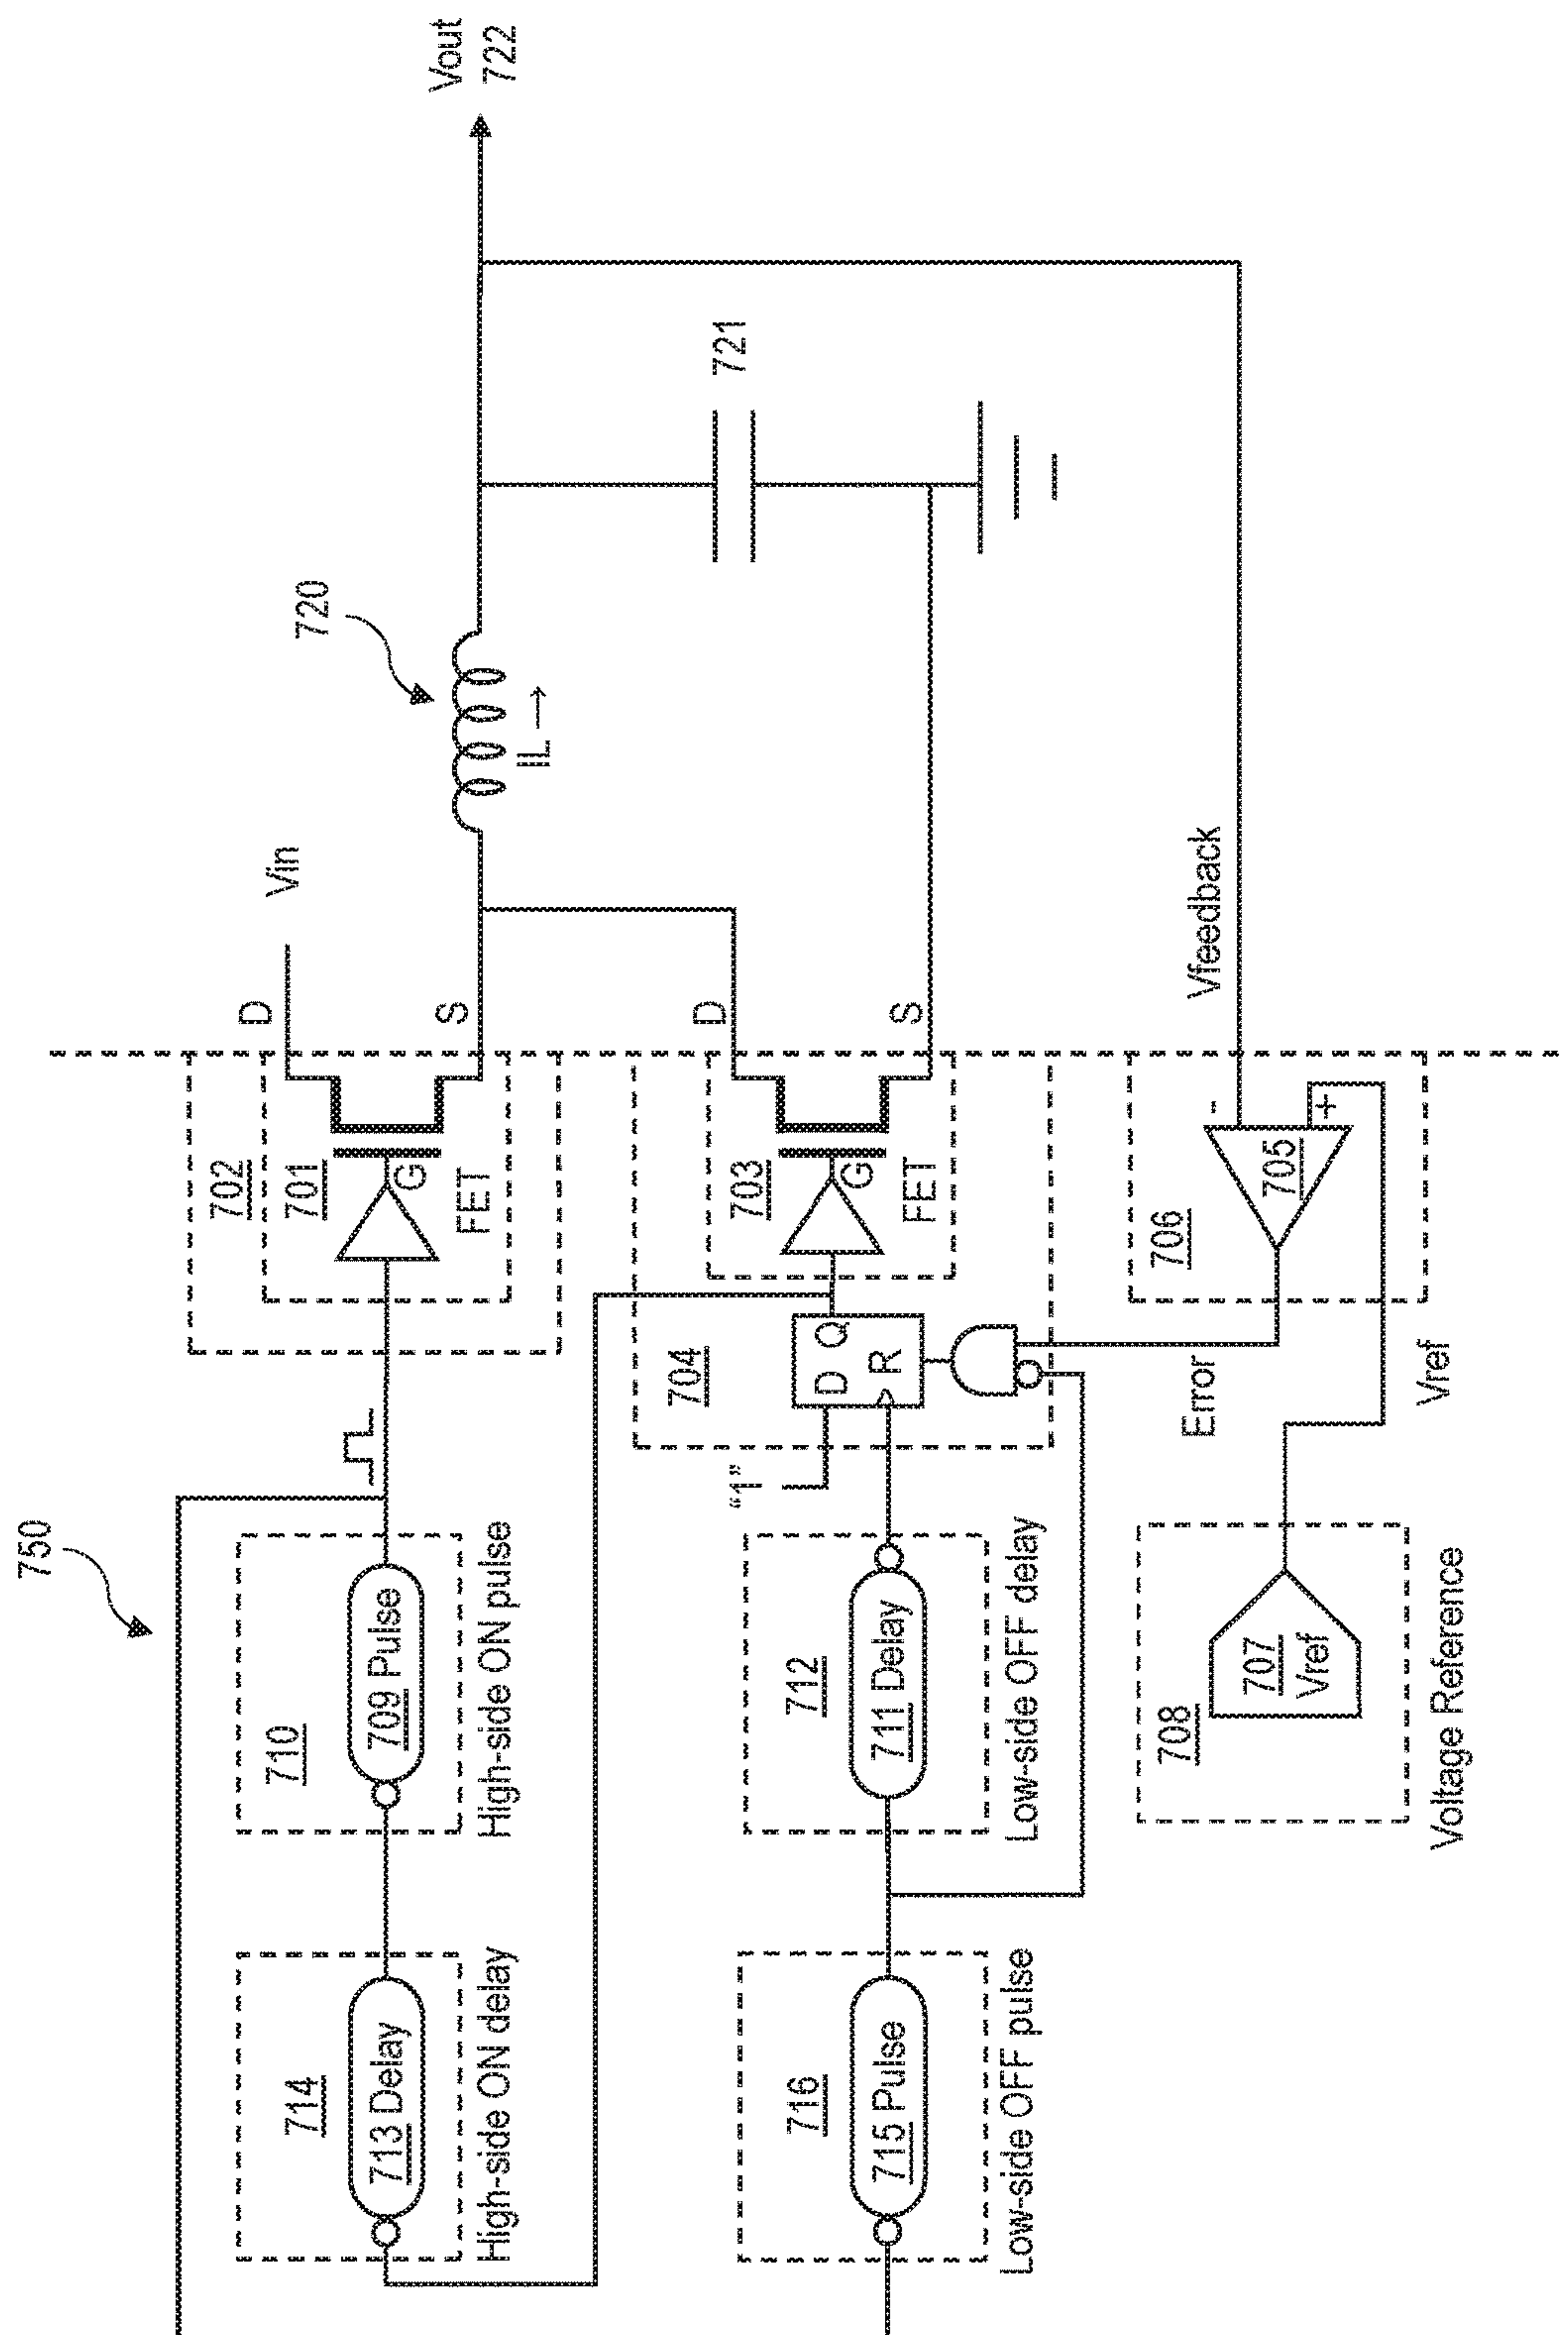 750
714
713 Delay
High-side ON delay
710
709 Pulse
High-side ON pulse
702
701
G
FET
D
S
Vin
720
IL →
Vout
722
721
716
715 Pulse
Low-side OFF pulse
712
711 Delay
Low-side OFF delay
"1"
704
D
Q
R
703
G
FET
D
S
708
707
Vref
Voltage Reference
Error
Vref
706
705
-
+
Vfeedback